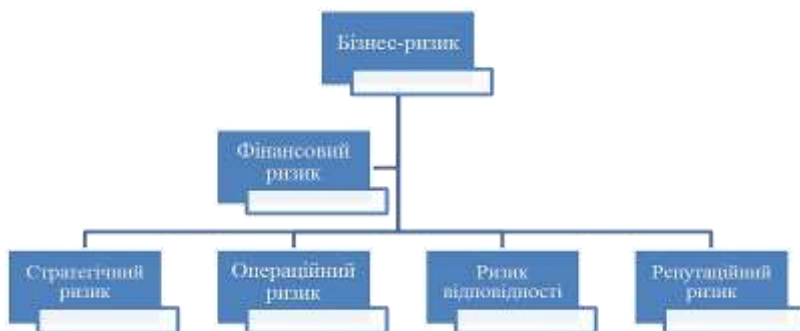 Бізнес-ризик
Фінансовий
ризик
Стратегічний
ризик
Операційний
ризик
Ризик
відповідності
Репутаційний
ризик